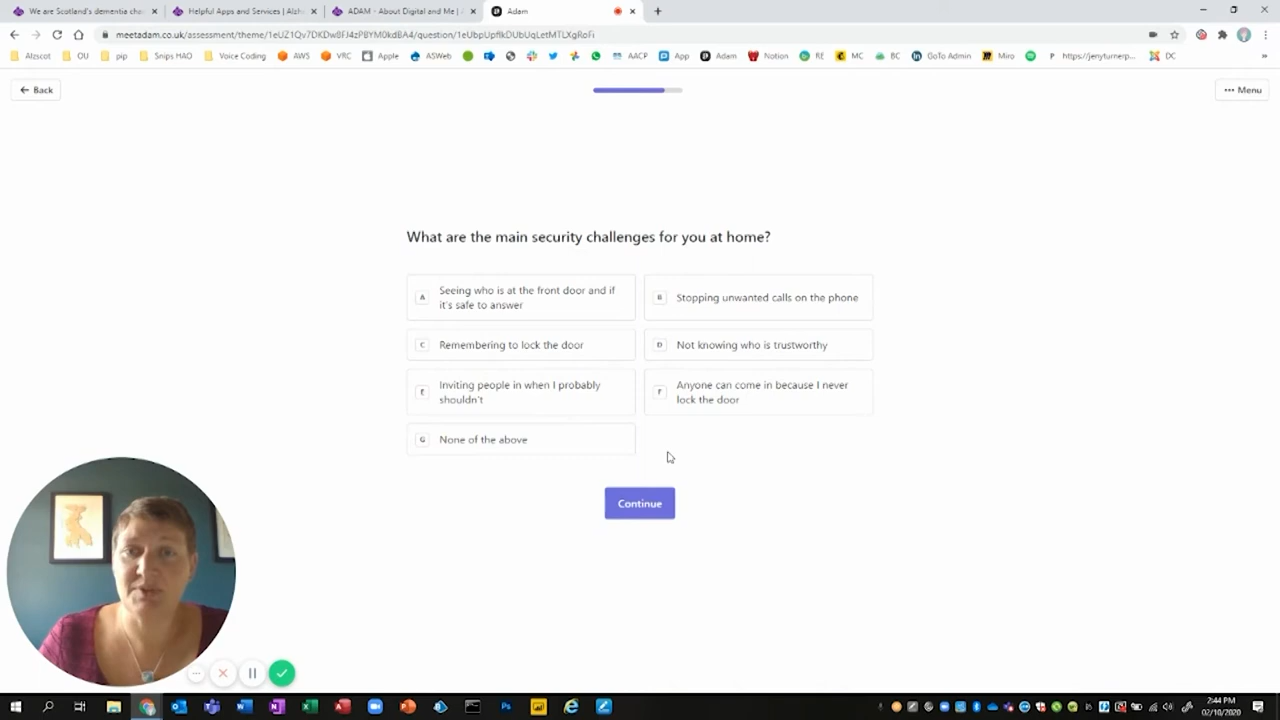 We are Scotland's dementia cha
Helpful Apps and Services | Alzh
ADAM - About Digital and Me | A
Adam
meetadam.co.uk/assessment/theme/
Alzscot
OU
pip
Snips HAO
Voice Coding
AWS
VRC
Apple
ASWeb
AACP
App
Adam
Notion
RE
MC
BC
GoTo Admin
Miro
https://jenyturnerp...
DC
Back
Menu
What are the main security challenges for you at home?
A Seeing who is at the front door and if
it's safe to answer
B Stopping unwanted calls on the phone
C Remembering to lock the door
D Not knowing who is trustworthy
E Inviting people in when I probably
shouldn't
F Anyone can come in because I never
lock the door
G None of the above
Continue
2:44 PM
02/10/2020